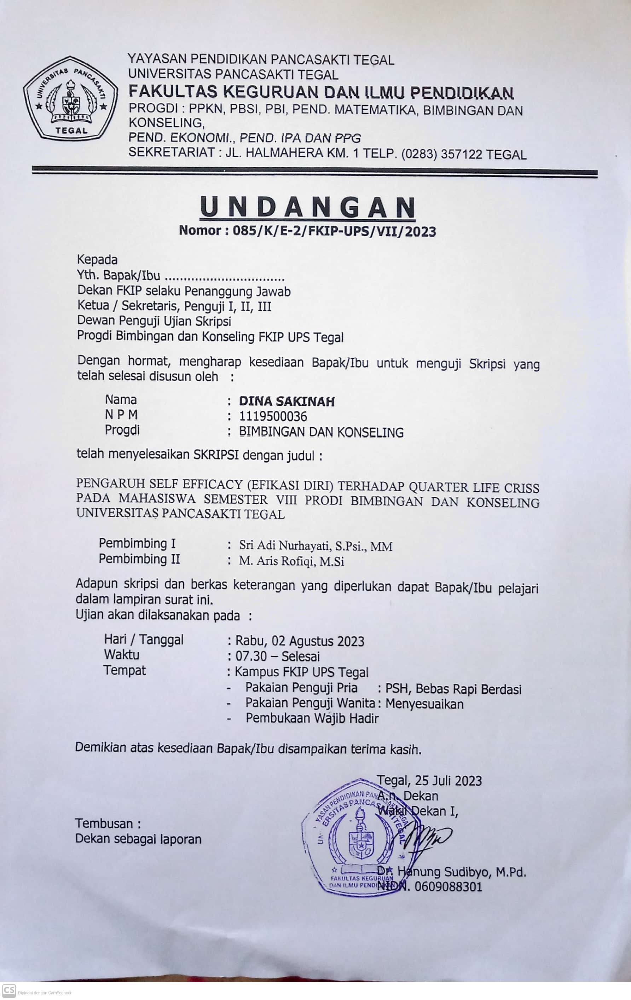 UNIVERSITAS PANCASAKTI
TEGAL
YAYASAN PENDIDIKAN PANCASAKTI TEGAL
UNIVERSITAS PANCASAKTI TEGAL
FAKULTAS KEGURUAN DAN ILMU PENDIDIKAN
PROGDI : PPKN, PBSI, PBI, PEND. MATEMATIKA, BIMBINGAN DAN
KONSELING,
PEND. EKONOMI., PEND. IPA DAN PPG
SEKRETARIAT : JL. HALMAHERA KM. 1 TELP. (0283) 357122 TEGAL
U N D A N G A N
Nomor : 085/K/E-2/FKIP-UPS/VII/2023
Kepada
Yth. Bapak/Ibu ................................
Dekan FKIP selaku Penanggung Jawab
Ketua / Sekretaris, Penguji I, II, III
Dewan Penguji Ujian Skripsi
Progdi Bimbingan dan Konseling FKIP UPS Tegal
Dengan hormat, mengharap kesediaan Bapak/Ibu untuk menguji Skripsi yang
telah selesai disusun oleh :
Nama : DINA SAKINAH
N P M : 1119500036
Progdi : BIMBINGAN DAN KONSELING
telah menyelesaikan SKRIPSI dengan judul :
PENGARUH SELF EFFICACY (EFIKASI DIRI) TERHADAP QUARTER LIFE CRISS
PADA MAHASISWA SEMESTER VIII PRODI BIMBINGAN DAN KONSELING
UNIVERSITAS PANCASAKTI TEGAL
Pembimbing I : Sri Adi Nurhayati, S.Psi., MM
Pembimbing II : M. Aris Rofiqi, M.Si
Adapun skripsi dan berkas keterangan yang diperlukan dapat Bapak/Ibu pelajari
dalam lampiran surat ini.
Ujian akan dilaksanakan pada :
Hari / Tanggal : Rabu, 02 Agustus 2023
Waktu : 07.30 – Selesai
Tempat : Kampus FKIP UPS Tegal
- Pakaian Penguji Pria : PSH, Bebas Rapi Berdasi
- Pakaian Penguji Wanita : Menyesuaikan
- Pembukaan Wajib Hadir
Demikian atas kesediaan Bapak/Ibu disampaikan terima kasih.
Tegal, 25 Juli 2023
A.n. Dekan
Wakil Dekan I,
Tembusan :
Dekan sebagai laporan
Dr. Hanung Sudibyo, M.Pd.
NIDN. 0609088301
FAKULTAS KEGURUAN
DAN ILMU PENDIDIKAN
CS Dipindai dengan CamScanner